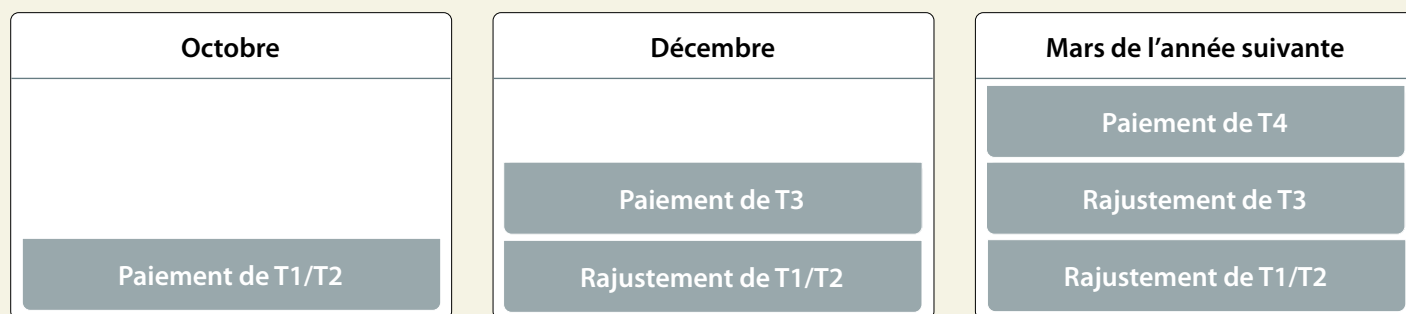 Octobre
Paiement de T1/T2
Décembre
Paiement de T3
Rajustement de T1/T2
Mars de l’année suivante
Paiement de T4
Rajustement de T3
Rajustement de T1/T2